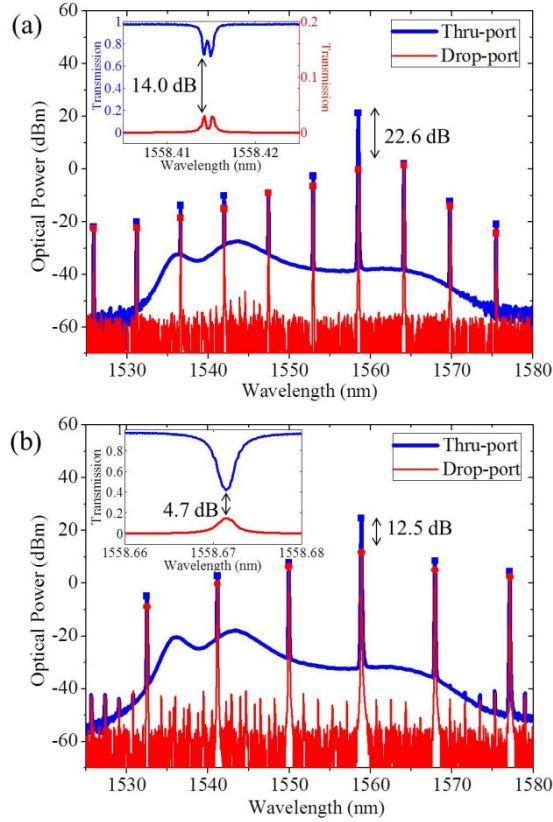 (a)
Thru-port
Drop-port
Optical Power (dBm)
60
40
20
0
-20
-40
-60
1530 1540 1550 1560 1570 1580
Wavelength (nm)
22.6 dB
Transmission
1
0.8
0.6
0.4
0.2
0
14.0 dB
0.2
0.1
0
Transmission
1558.41 1558.42
Wavelength (nm)
(b)
Thru-port
Drop-port
Optical Power (dBm)
60
40
20
0
-20
-40
-60
1530 1540 1550 1560 1570 1580
Wavelength (nm)
12.5 dB
Transmission
1
0.8
0.6
0.4
0.2
0
4.7 dB
1558.66 1558.67 1558.68
Wavelength (nm)